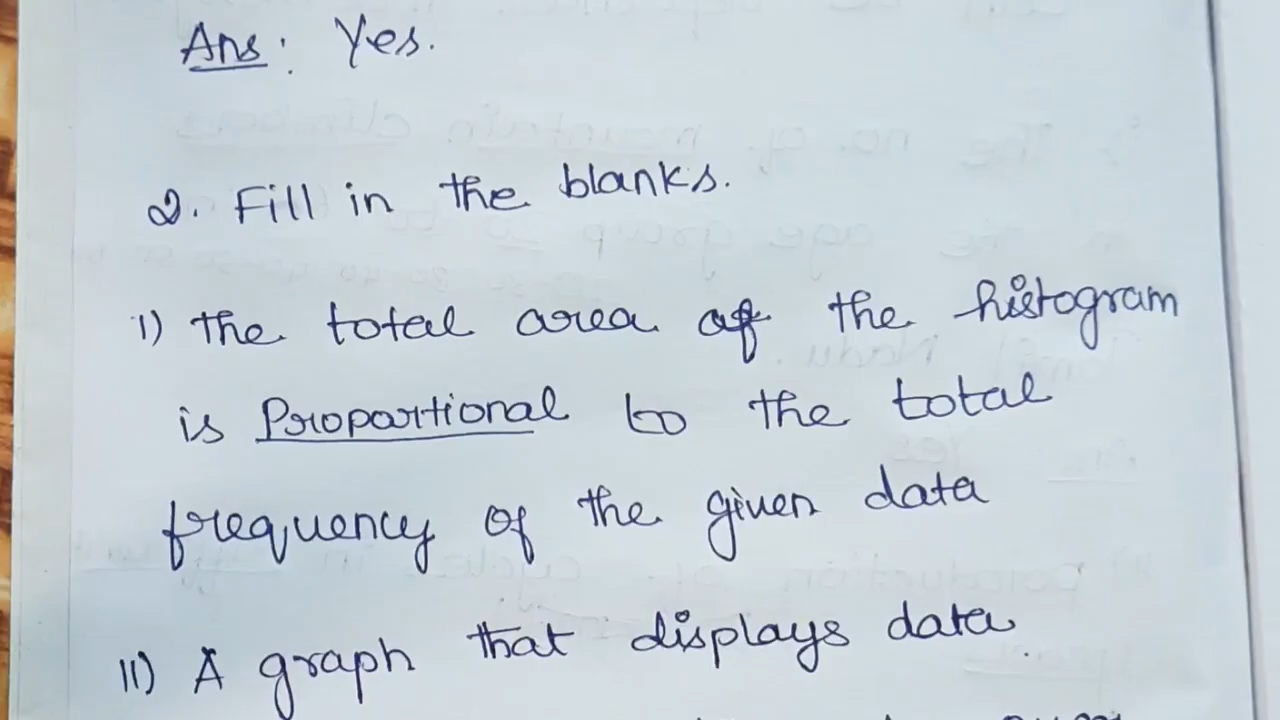 Ans: Yes.
2. Fill in the blanks.
i) The total area of the histogram
is Proportional to the total
frequency of the given data
ii) A graph that displays data